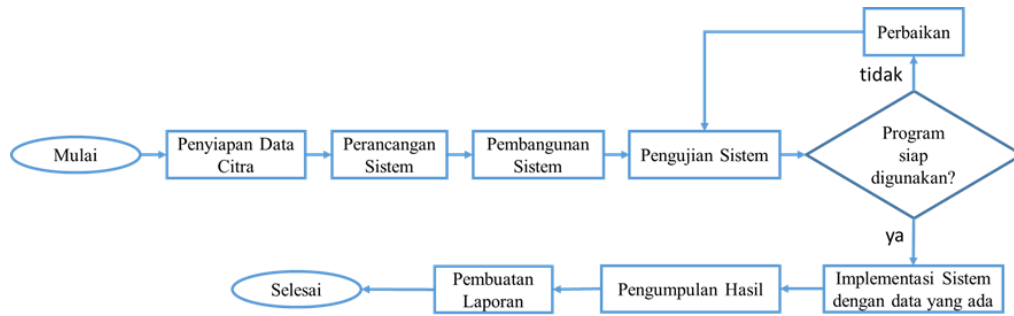 Perbaikan
tidak
Mulai
Penyiapan Data
Citra
Perancangan
Sistem
Pembangunan
Sistem
Pengujian Sistem
Program
siap
digunakan?
ya
Implementasi Sistem
dengan data yang ada
Pengumpulan Hasil
Pembuatan
Laporan
Selesai